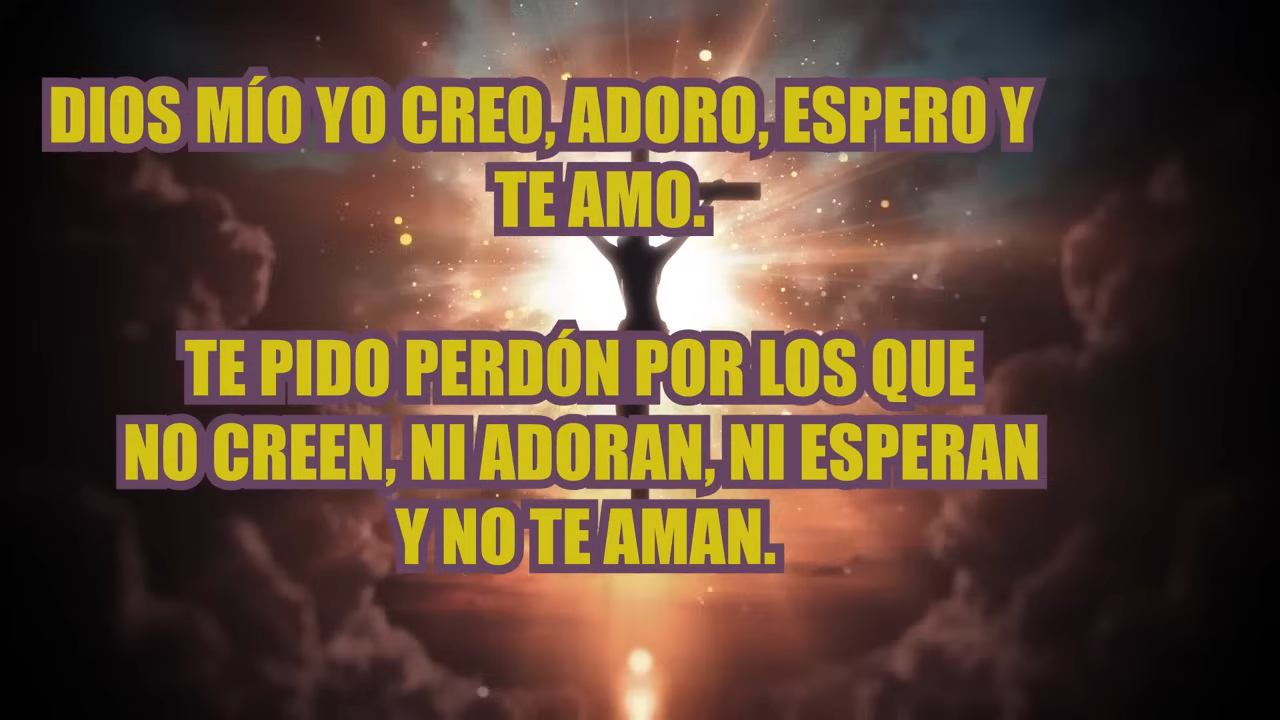 DIOS MÍO YO CREO, ADORO, ESPERO Y
TE AMO.
TE PIDO PERDÓN POR LOS QUE
NO CREEN, NI ADORAN, NI ESPERAN
Y NO TE AMAN.